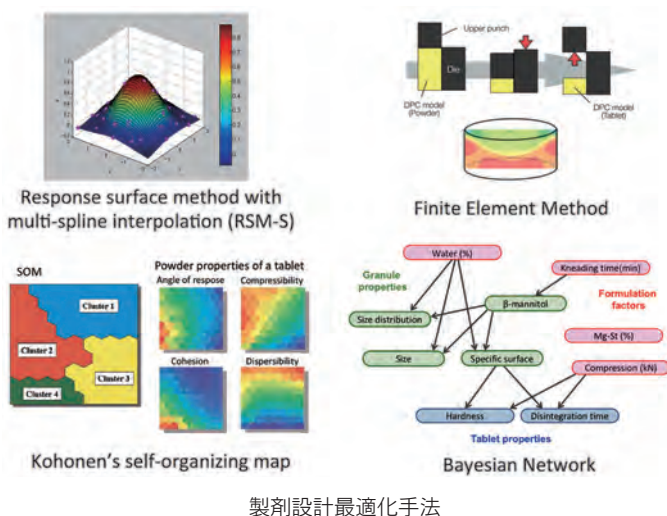 Response surface method with
multi-spline interpolation (RSM-S)
Upper punch
Die
DPC model
(Powder)
DPC model
(Tablet)
Finite Element Method
SOM
Cluster 1
Cluster 2
Cluster 3
Cluster 4
Powder properties of a tablet
Angle of respose
Compressibility
Cohesion
Dispersibility
Kohonen's self-organizing map
Water (%)
Kneading time(min)
Granule
properties
β-mannitol
Formulation
factors
Size distribution
Mg-St (%)
Size
Specific surface
Compression (kN)
Hardness
Disintegration time
Tablet properties
Bayesian Network
製剤設計最適化手法